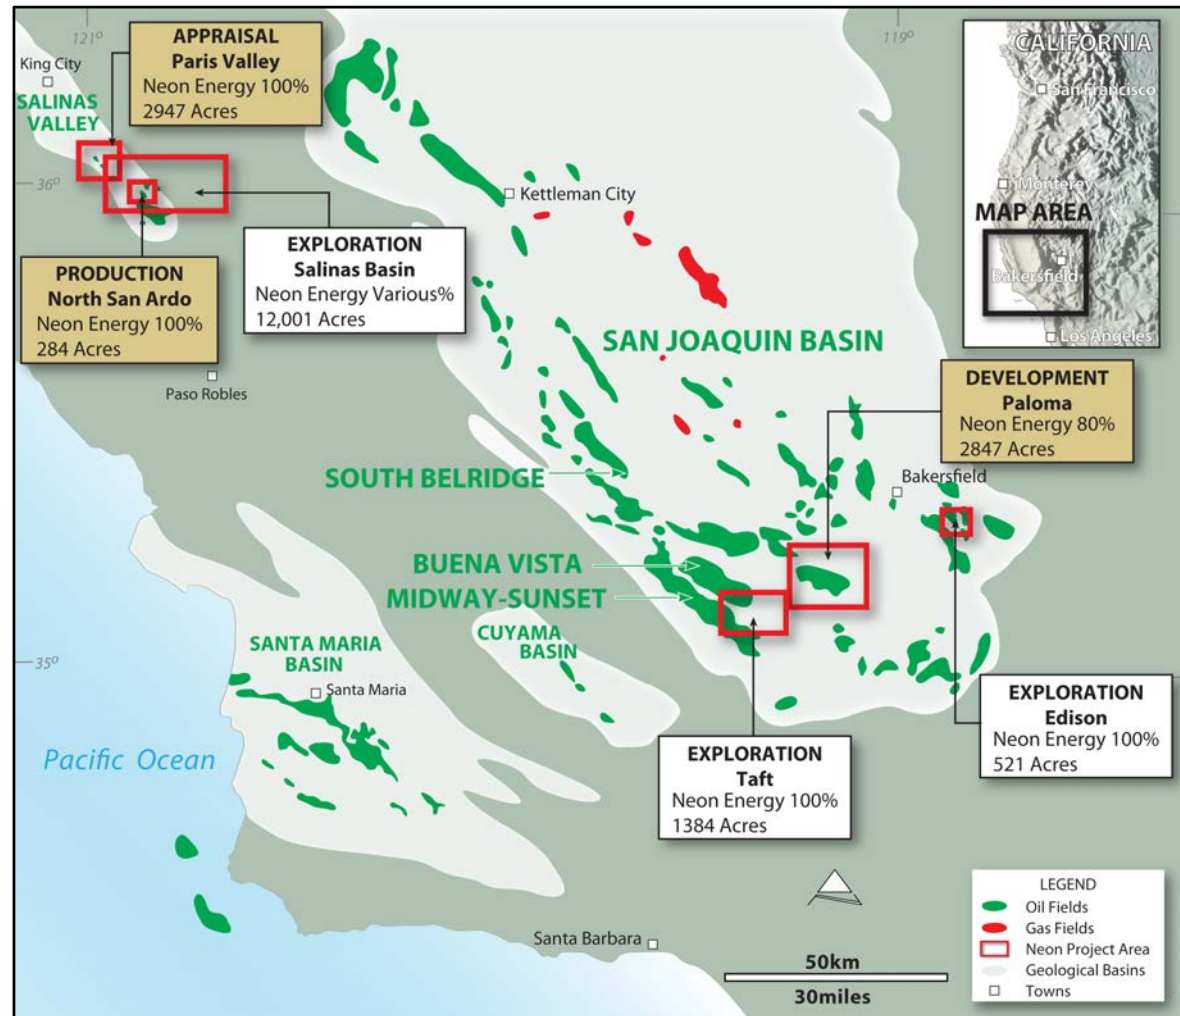 121°
119°
36°
35°
APPRAISAL
Paris Valley
Neon Energy 100%
2947 Acres
King City
SALINAS
VALLEY
Kettleman City
CALIFORNIA
San Francisco
Monterey
MAP AREA
Bakersfield
Los Angeles
EXPLORATION
Salinas Basin
Neon Energy Various%
12,001 Acres
PRODUCTION
North San Ardo
Neon Energy 100%
284 Acres
Paso Robles
SAN JOAQUIN BASIN
DEVELOPMENT
Paloma
Neon Energy 80%
2847 Acres
SOUTH BELRIDGE
Bakersfield
BUENA VISTA
MIDWAY-SUNSET
CUYAMA
BASIN
SANTA MARIA
BASIN
Santa Maria
Pacific Ocean
EXPLORATION
Edison
Neon Energy 100%
521 Acres
EXPLORATION
Taft
Neon Energy 100%
1384 Acres
Santa Barbara
50km
30miles
LEGEND
Oil Fields
Gas Fields
Neon Project Area
Geological Basins
Towns